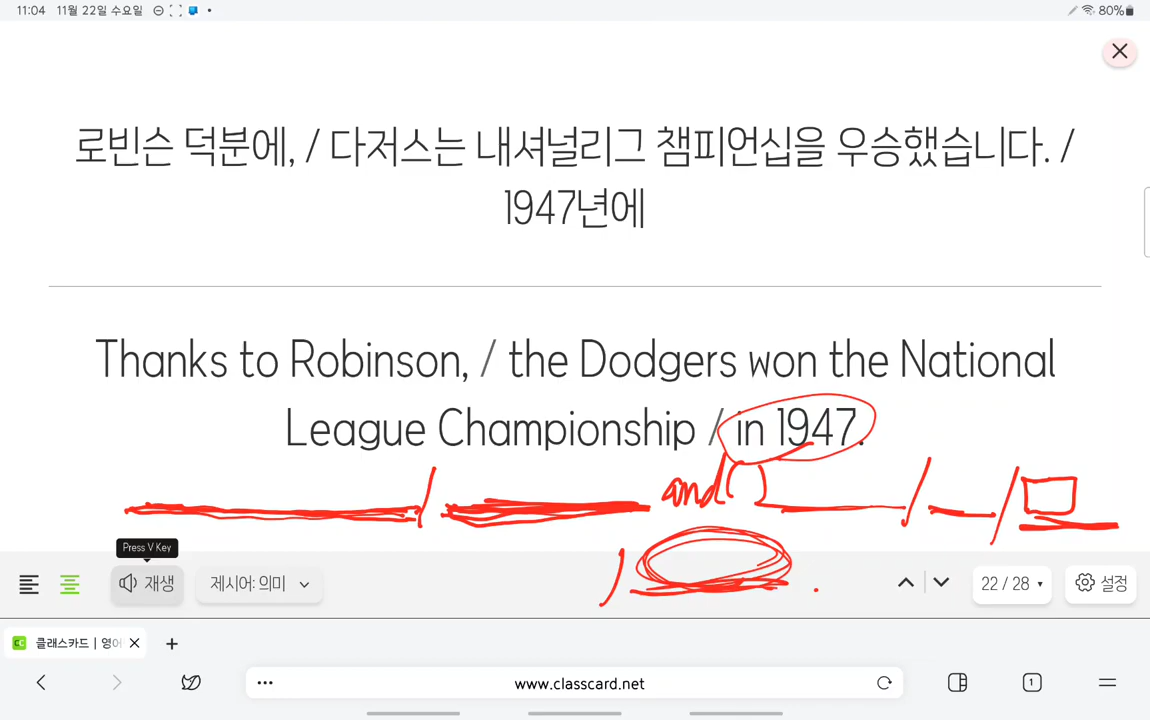 11:04 11월 22일 수요일
80%
로빈슨 덕분에, / 다저스는 내셔널리그 챔피언십을 우승했습니다. /
1947년에
Thanks to Robinson, / the Dodgers won the National
League Championship / in 1947.
and
Press V Key
재생
제시어: 의미
22 / 28
설정
클래스카드 | 영어
www.classcard.net
1